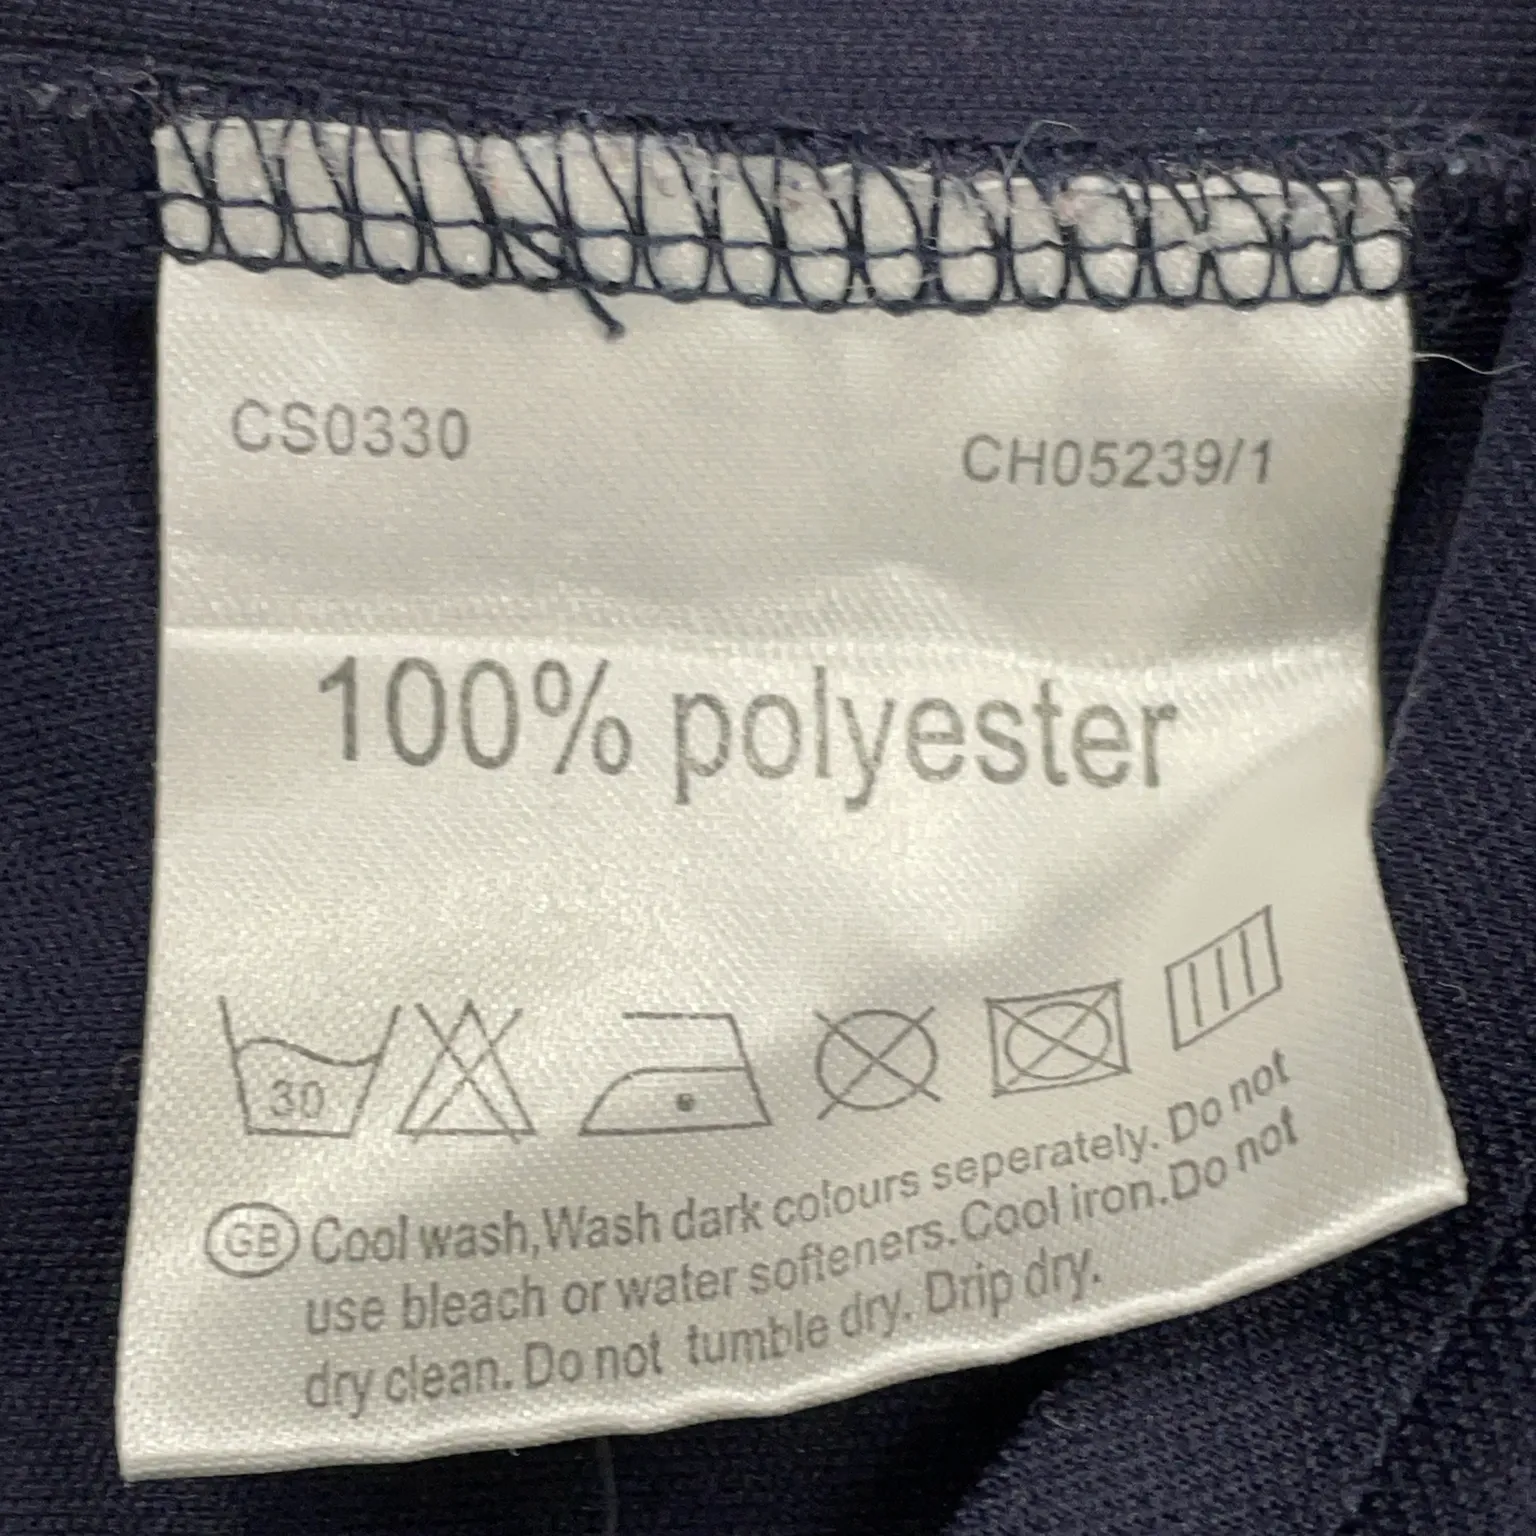 CS0330 CH05239/1
100% polyester
30
GB Cool wash,Wash dark colours seperately. Do not
use bleach or water softeners.Cool iron.Do not
dry clean. Do not tumble dry. Drip dry.